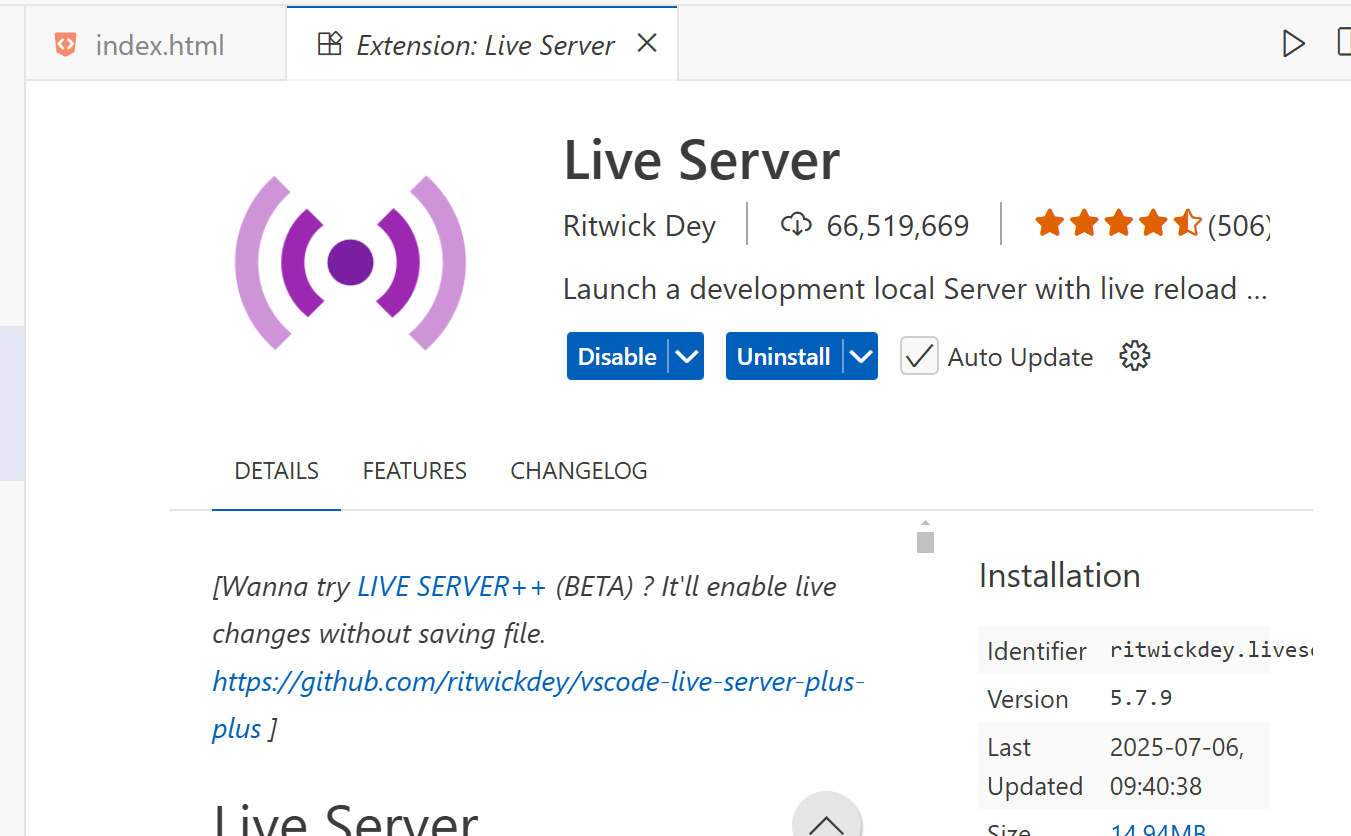 index.html
Extension: Live Server
Live Server
Ritwick Dey
66,519,669
(506)
Launch a development local Server with live reload ...
Disable
Uninstall
Auto Update
DETAILS
FEATURES
CHANGELOG
[Wanna try LIVE SERVER++ (BETA) ? It'll enable live
changes without saving file.
https://github.com/ritwickdey/vscode-live-server-plus-
plus ]
Live Server
Installation
Identifier
ritwickdey.livese
Version
5.7.9
Last
Updated
2025-07-06,
09:40:38
Size
14.94MB